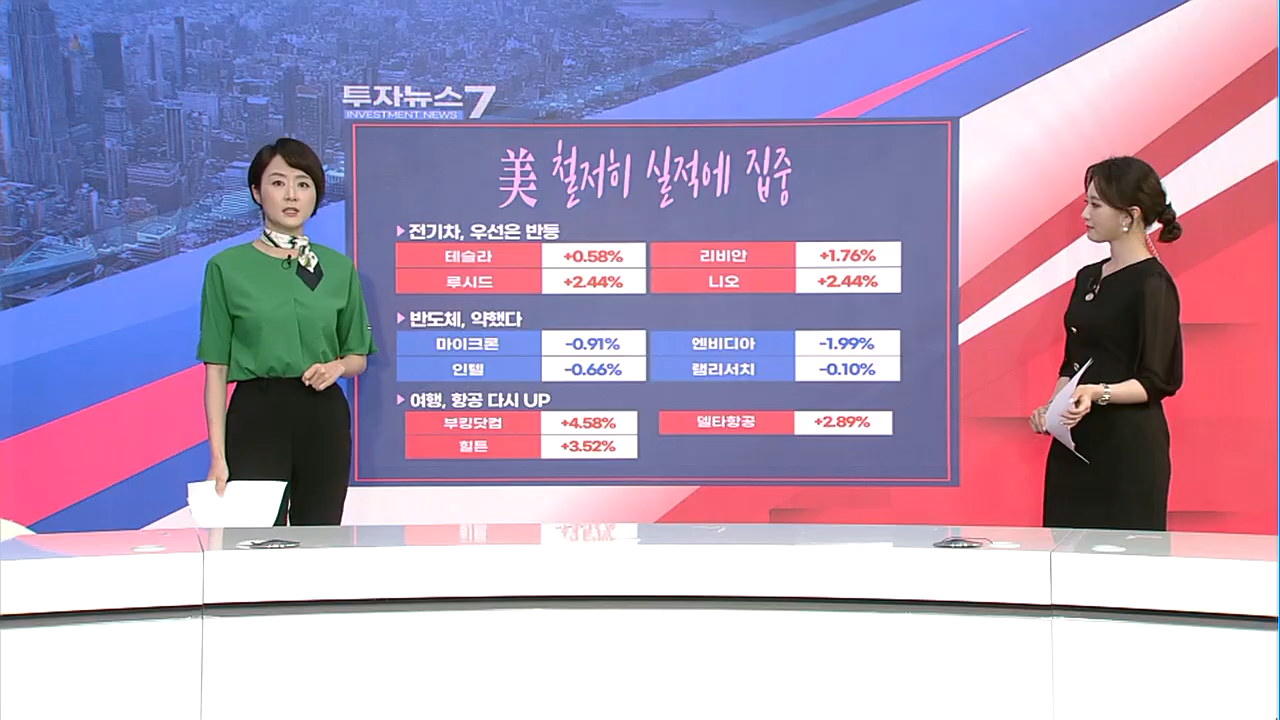 투자뉴스7
INVESTMENT NEWS
美 철저히 실적에 집중
전기차, 우선은 반등
테슬라 +0.58% 리비안 +1.76%
루시드 +2.44% 니오 +2.44%
반도체, 약했다
마이크론 -0.91% 엔비디아 -1.99%
인텔 -0.66% 램리서치 -0.10%
여행, 항공 다시 UP
부킹닷컴 +4.58% 델타항공 +2.89%
힐튼 +3.52%